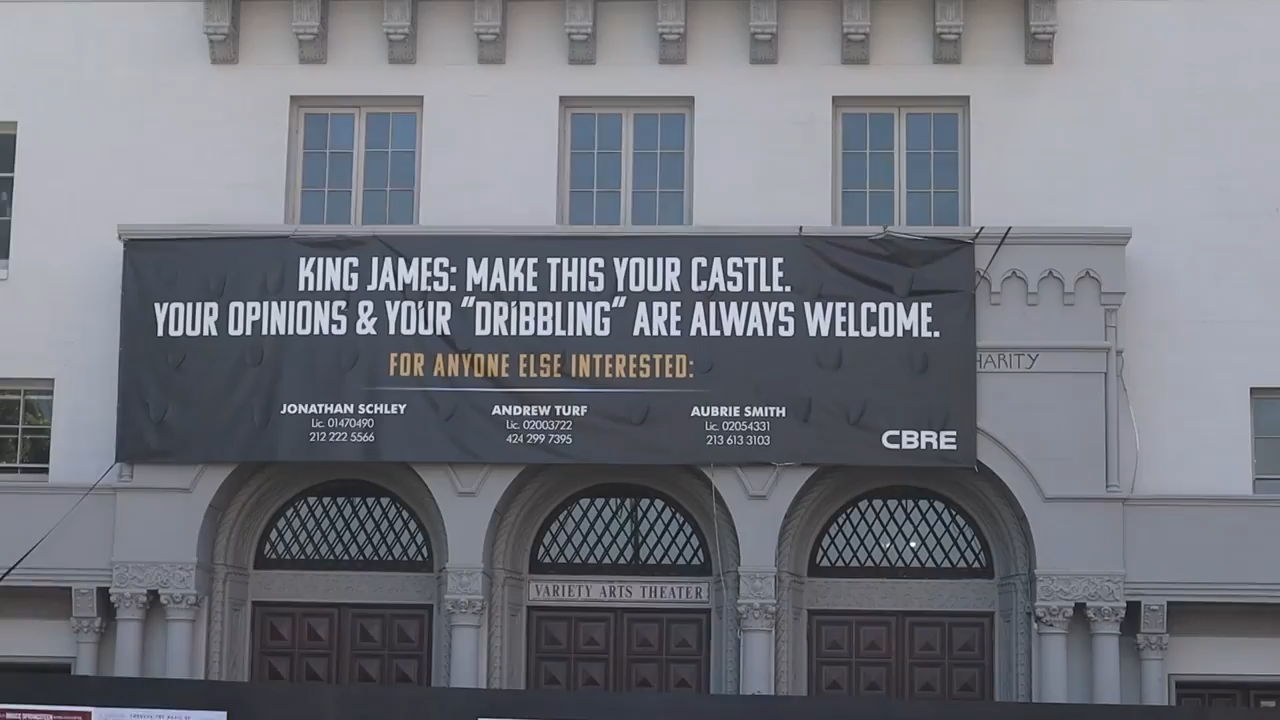 KING JAMES: MAKE THIS YOUR CASTLE.
YOUR OPINIONS & YOUR “DRIBBLING“ ARE ALWAYS WELCOME.
FOR ANYONE ELSE INTERESTED:
JONATHAN SCHLEY
Lic. 01470490
212 222 5566
ANDREW TURF
Lic. 02003722
424 299 7395
AUBRIE SMITH
Lic. 02054331
213 613 3103
CBRE
HARITY
VARIETY ARTS THEATER
BRUCE SPRINGSTEEN